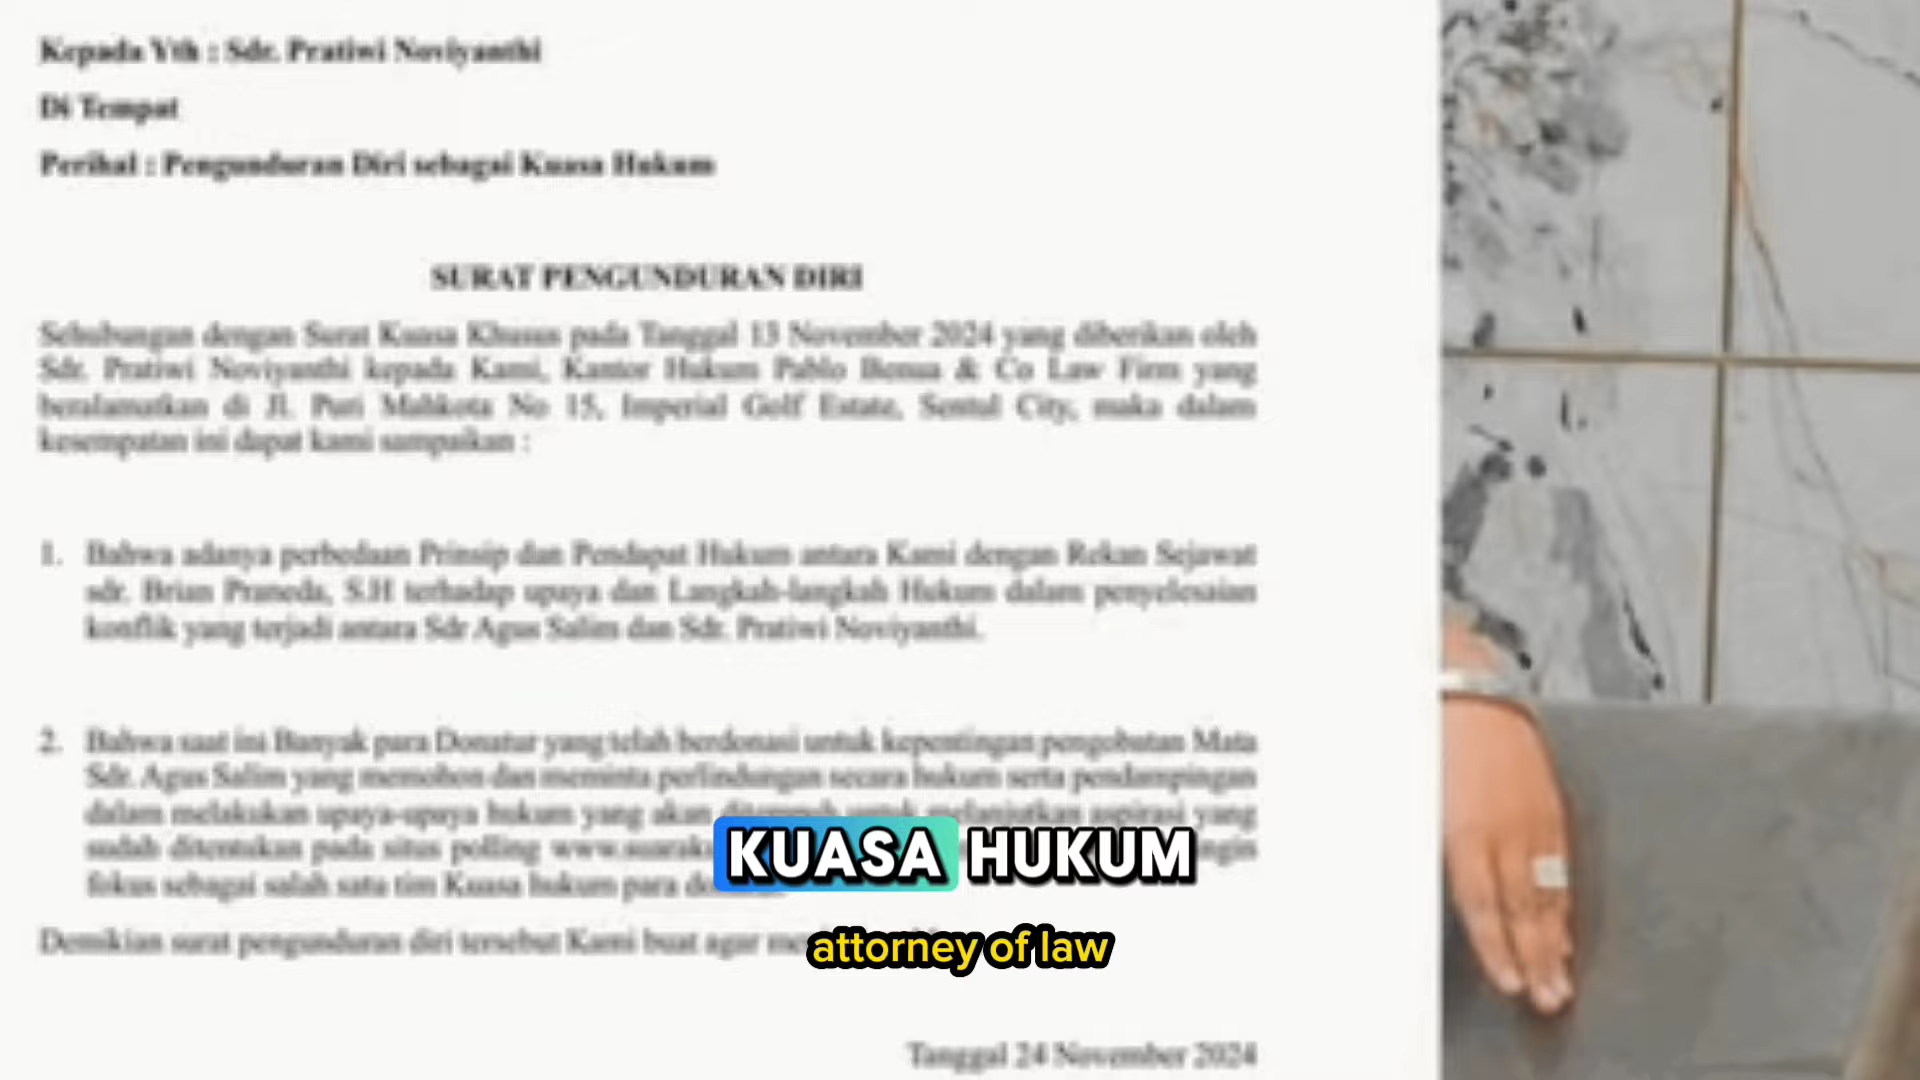 Kepada Yth : Sdr. Pratiwi Noviyanthi
Di Tempat
Perihal : Pengunduran Diri sebagai Kuasa Hukum
SURAT PENGUNDURAN DIRI
Sehubungan dengan Surat Kuasa Khusus pada Tanggal 13 November 2024 yang diberikan oleh
Sdr. Pratiwi Noviyanthi kepada Kami, Kantor Hukum Pablo Benua & Co Law Firm yang
beralamatkan di Jl. Puri Mahkota No 15, Imperial Golf Estate, Sentul City, maka dalam
kesempatan ini dapat kami sampaikan :
1. Bahwa adanya perbedaan Prinsip dan Pendapat Hukum antara Kami dengan Rekan Sejawat
sdr. Brian Praneda, S.H terhadap upaya dan Langkah-langkah Hukum dalam penyelesaian
konflik yang terjadi antara Sdr Agus Salim dan Sdr. Pratiwi Noviyanthi.
2. Bahwa saat ini Banyak para Donatur yang telah berdonasi untuk kepentingan pengobatan Mata
Sdr. Agus Salim yang memohon dan meminta perlindungan secara hukum serta pendampingan
dalam melakukan upaya-upaya hukum yang akan ditempuh untuk melanjutkan aspirasi yang
sudah ditentukan pada situs polling
fokus sebagai salah satu tim Kuasa hukum para
KUASA HUKUM
Demikian surat pengunduran diri tersebut Kami buat agar
attorney of law
Tanggal 24 November 2024